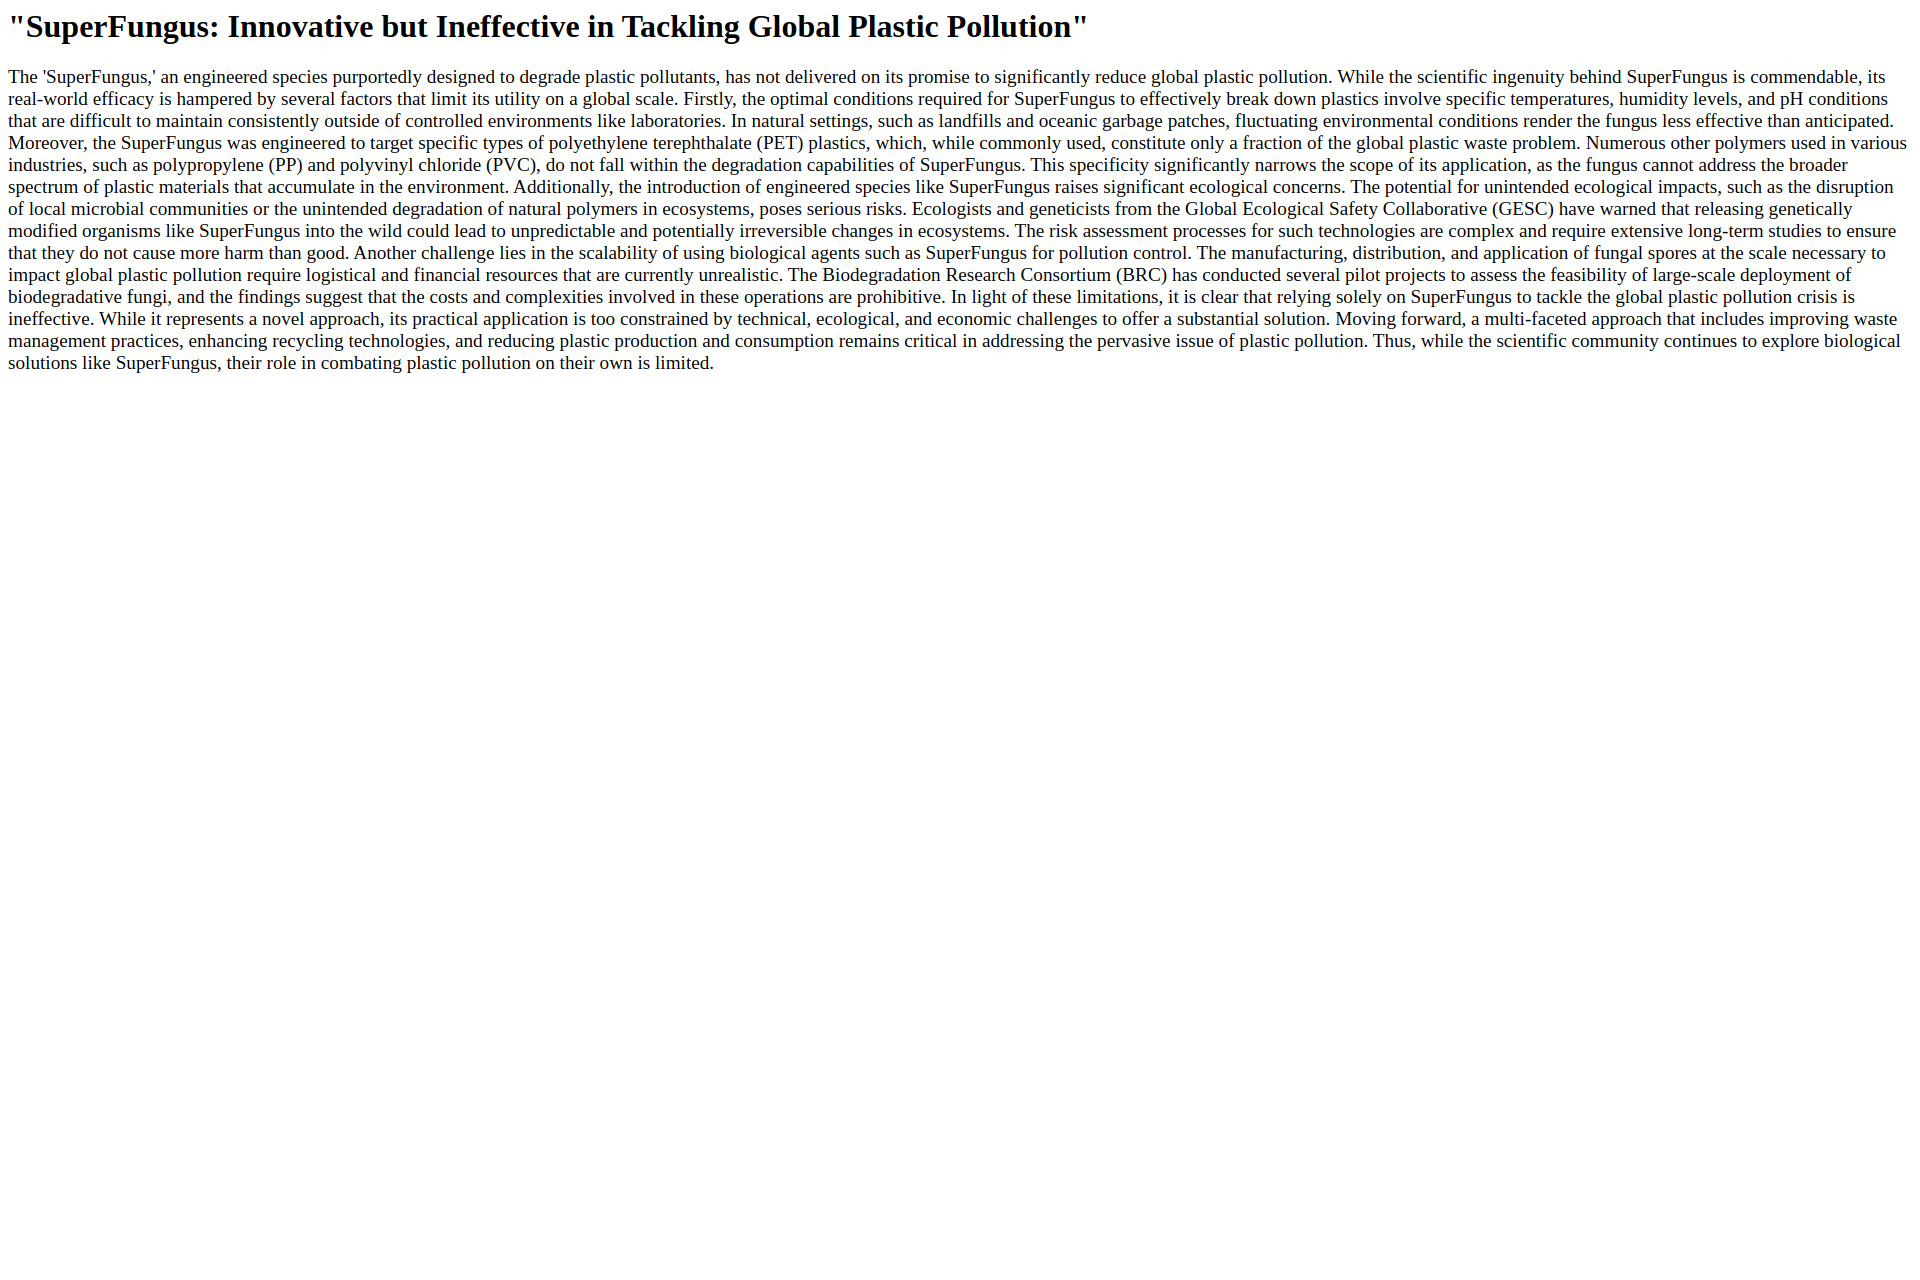 "SuperFungus: Innovative but Ineffective in Tackling Global Plastic Pollution"
The 'SuperFungus,' an engineered species purportedly designed to degrade plastic pollutants, has not delivered on its promise to significantly reduce global plastic pollution. While the scientific ingenuity behind SuperFungus is commendable, its
real-world efficacy is hampered by several factors that limit its utility on a global scale. Firstly, the optimal conditions required for SuperFungus to effectively break down plastics involve specific temperatures, humidity levels, and pH conditions
that are difficult to maintain consistently outside of controlled environments like laboratories. In natural settings, such as landfills and oceanic garbage patches, fluctuating environmental conditions render the fungus less effective than anticipated.
Moreover, the SuperFungus was engineered to target specific types of polyethylene terephthalate (PET) plastics, which, while commonly used, constitute only a fraction of the global plastic waste problem. Numerous other polymers used in various
industries, such as polypropylene (PP) and polyvinyl chloride (PVC), do not fall within the degradation capabilities of SuperFungus. This specificity significantly narrows the scope of its application, as the fungus cannot address the broader
spectrum of plastic materials that accumulate in the environment. Additionally, the introduction of engineered species like SuperFungus raises significant ecological concerns. The potential for unintended ecological impacts, such as the disruption
of local microbial communities or the unintended degradation of natural polymers in ecosystems, poses serious risks. Ecologists and geneticists from the Global Ecological Safety Collaborative (GESC) have warned that releasing genetically
modified organisms like SuperFungus into the wild could lead to unpredictable and potentially irreversible changes in ecosystems. The risk assessment processes for such technologies are complex and require extensive long-term studies to ensure
that they do not cause more harm than good. Another challenge lies in the scalability of using biological agents such as SuperFungus for pollution control. The manufacturing, distribution, and application of fungal spores at the scale necessary to
impact global plastic pollution require logistical and financial resources that are currently unrealistic. The Biodegradation Research Consortium (BRC) has conducted several pilot projects to assess the feasibility of large-scale deployment of
biodegradative fungi, and the findings suggest that the costs and complexities involved in these operations are prohibitive. In light of these limitations, it is clear that relying solely on SuperFungus to tackle the global plastic pollution crisis is
ineffective. While it represents a novel approach, its practical application is too constrained by technical, ecological, and economic challenges to offer a substantial solution. Moving forward, a multi-faceted approach that includes improving waste
management practices, enhancing recycling technologies, and reducing plastic production and consumption remains critical in addressing the pervasive issue of plastic pollution. Thus, while the scientific community continues to explore biological
solutions like SuperFungus, their role in combating plastic pollution on their own is limited.